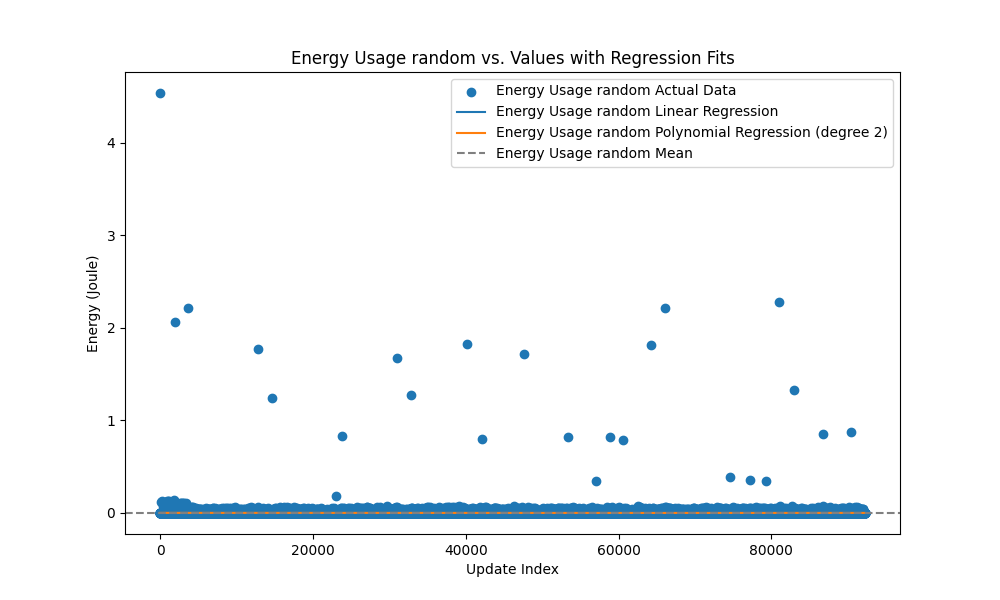 Energy Usage random vs. Values with Regression Fits
Energy Usage random Actual Data
Energy Usage random Linear Regression
Energy Usage random Polynomial Regression (degree 2)
Energy Usage random Mean
Energy (Joule)
4
3
2
1
0
0 20000 40000 60000 80000
Update Index